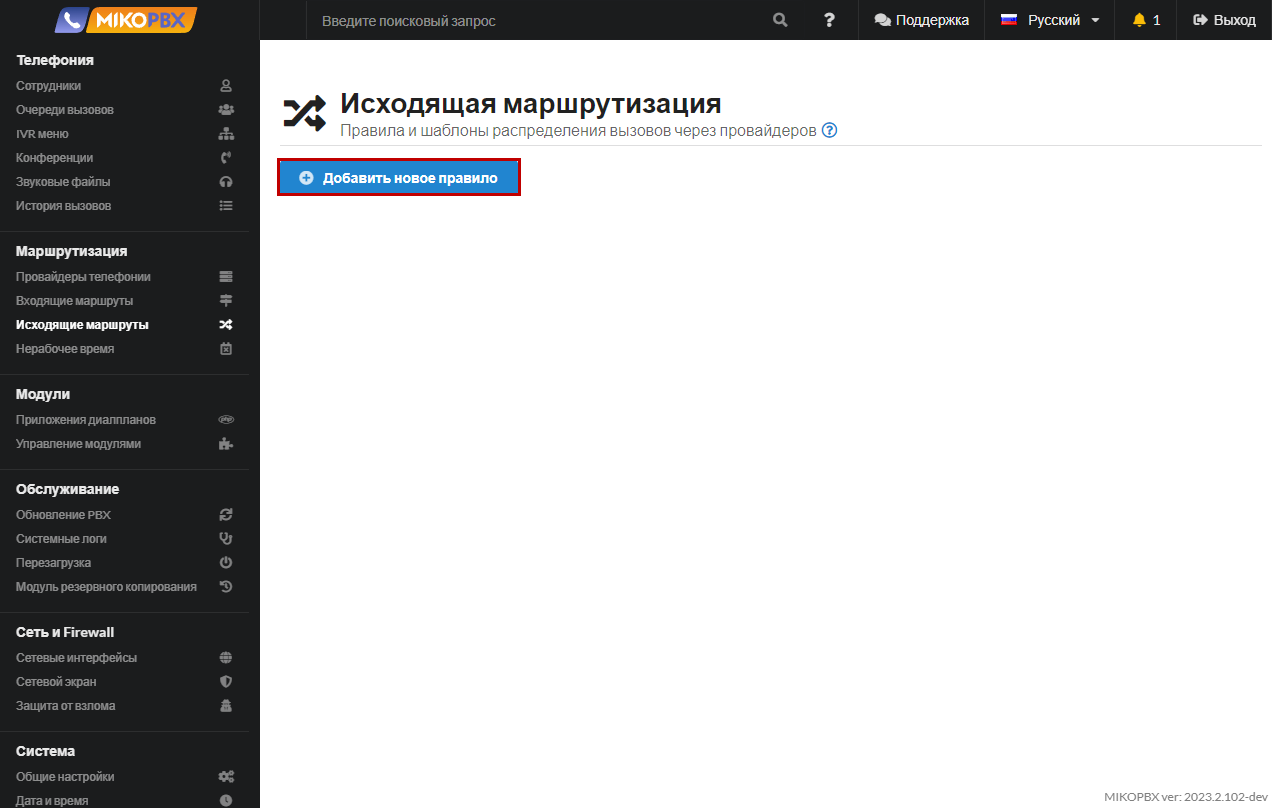 MIKOPBX
Введите поисковый запрос
?
Поддержка
Русский
1
Выход
Телефония
Сотрудники
Очереди вызовов
IVR меню
Конференции
Звуковые файлы
История вызовов
Маршрутизация
Провайдеры телефонии
Входящие маршруты
Исходящие маршруты
Нерабочее время
Модули
Приложения диалпланов
Управление модулями
Обслуживание
Обновление PBX
Системные логи
Перезагрузка
Модуль резервного копирования
Сеть и Firewall
Сетевые интерфейсы
Сетевой экран
Защита от взлома
Система
Общие настройки
Дата и время
Исходящая маршрутизация
Правила и шаблоны распределения вызовов через провайдеров ?
Добавить новое правило
MIKOPBX ver: 2023.2.102-dev